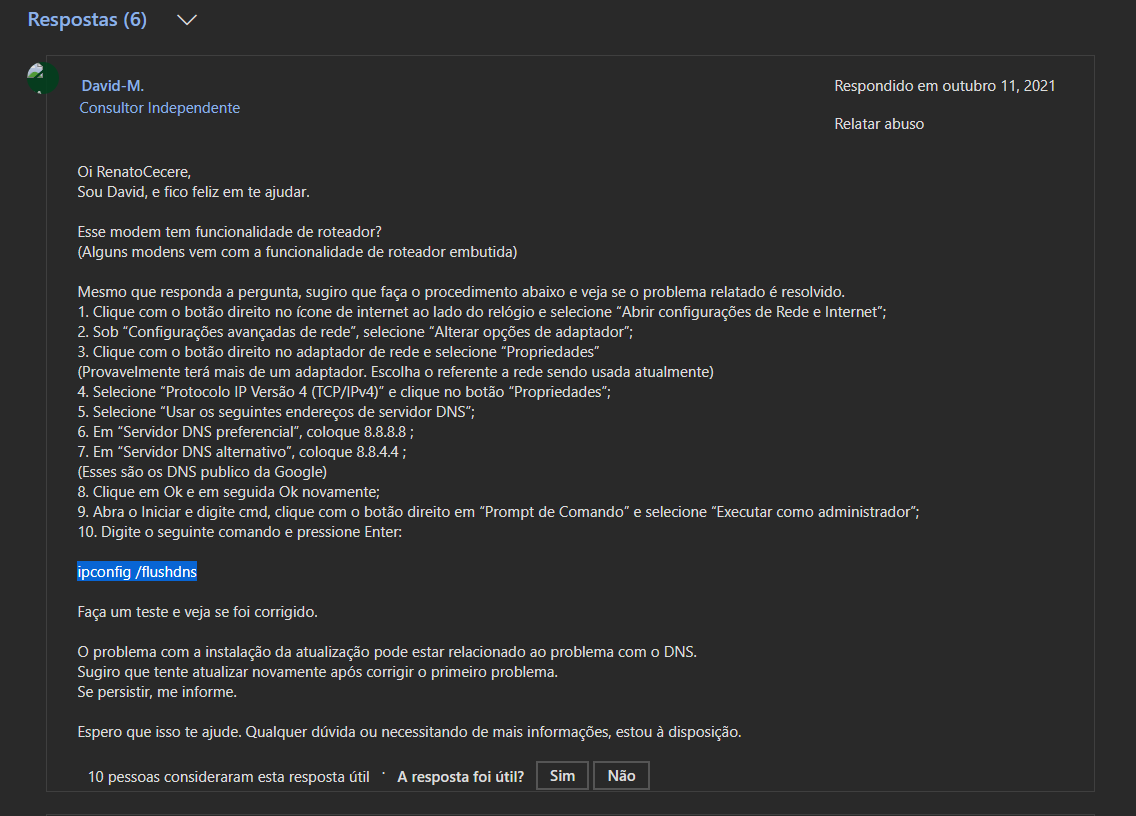 Respostas (6)
David-M.
Consultor Independente
Respondido em outubro 11, 2021
Relatar abuso
Oi RenatoCecere,
Sou David, e fico feliz em te ajudar.
Esse modem tem funcionalidade de roteador?
(Alguns modens vem com a funcionalidade de roteador embutida)
Mesmo que responda a pergunta, sugiro que faça o procedimento abaixo e veja se o problema relatado é resolvido.
1. Clique com o botão direito no ícone de internet ao lado do relógio e selecione “Abrir configurações de Rede e Internet”;
2. Sob “Configurações avançadas de rede”, selecione “Alterar opções de adaptador”;
3. Clique com o botão direito no adaptador de rede e selecione “Propriedades”
(Provavelmente terá mais de um adaptador. Escolha o referente a rede sendo usada atualmente)
4. Selecione “Protocolo IP Versão 4 (TCP/IPv4)” e clique no botão “Propriedades”;
5. Selecione “Usar os seguintes endereços de servidor DNS”;
6. Em “Servidor DNS preferencial”, coloque 8.8.8.8 ;
7. Em “Servidor DNS alternativo”, coloque 8.8.4.4 ;
(Esses são os DNS publico da Google)
8. Clique em Ok e em seguida Ok novamente;
9. Abra o Iniciar e digite cmd, clique com o botão direito em “Prompt de Comando” e selecione “Executar como administrador”;
10. Digite o seguinte comando e pressione Enter:
ipconfig /flushdns
Faça um teste e veja se foi corrigido.
O problema com a instalação da atualização pode estar relacionado ao problema com o DNS.
Sugiro que tente atualizar novamente após corrigir o primeiro problema.
Se persistir, me informe.
Espero que isso te ajude. Qualquer dúvida ou necessitando de mais informações, estou à disposição.
10 pessoas consideraram esta resposta útil · A resposta foi útil? Sim Não